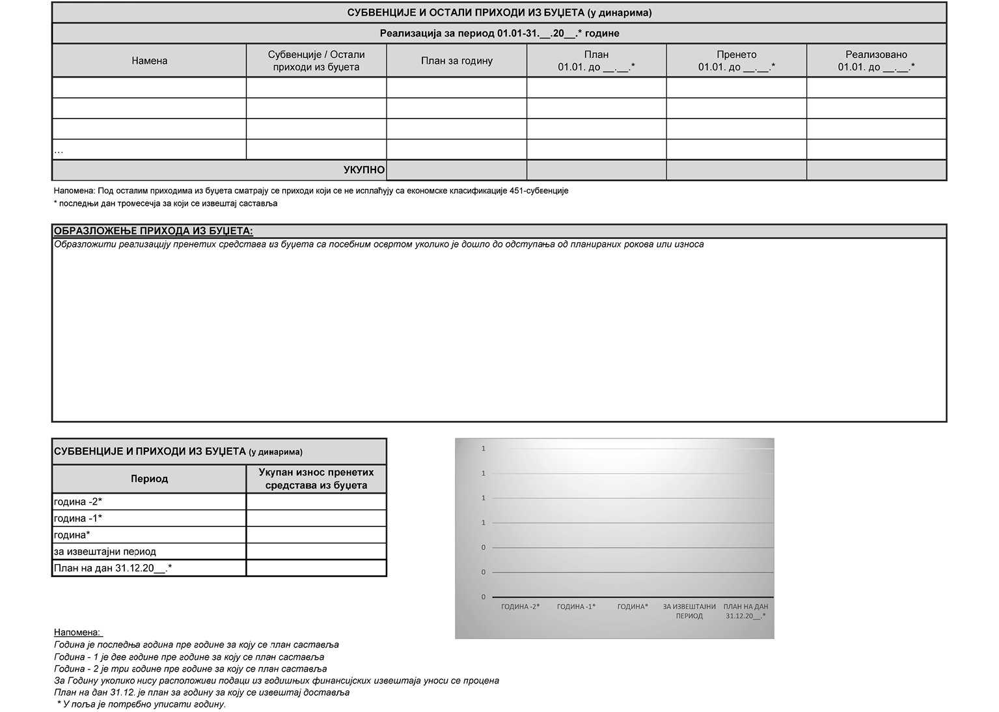 СУБВЕНЦИЈЕ И ОСТАЛИ ПРИХОДИ ИЗ БУЏЕТА (у динарима)
Реализација за период 01.01-31.__.20__.* године
Намена
Субвенције / Остали
приходи из буџета
План за годину
План
01.01. до __.__.*
Пренето
01.01. до __.__.*
Реализовано
01.01. до __.__.*
...
УКУПНО
Напомена: Под осталим приходима из буџета сматрају се приходи који се не исплаћују са економске класификације 451-субвенције
* последњи дан тромесечја за који се извештај саставља
ОБРАЗЛОЖЕЊЕ ПРИХОДА ИЗ БУЏЕТА:
Образложити реализацију пренетих средстава из буџета са посебним освртом уколико је дошло до одступања од планираних рокова или износа
СУБВЕНЦИЈЕ И ПРИХОДИ ИЗ БУЏЕТА (у динарима)
Период
Укупан износ пренетих
средстава из буџета
година -2*
година -1*
година*
за извештајни период
План на дан 31.12.20__.*
1
1
1
1
0
0
0
ГОДИНА -2*
ГОДИНА -1*
ГОДИНА*
ЗА ИЗВЕШТАЈНИ
ПЕРИОД
ПЛАН НА ДАН
31.12.20__.*
Напомена:
Година је последња година пре године за коју се план саставља
Година - 1 је две године пре године за коју се план саставља
Година - 2 је три године пре године за коју се план саставља
За Годину уколико нису расположиви подаци из годишњих финансијских извештаја уноси се процена
План на дан 31.12. је план за годину за коју се извештај доставља
* У поља је потребно уписати годину.